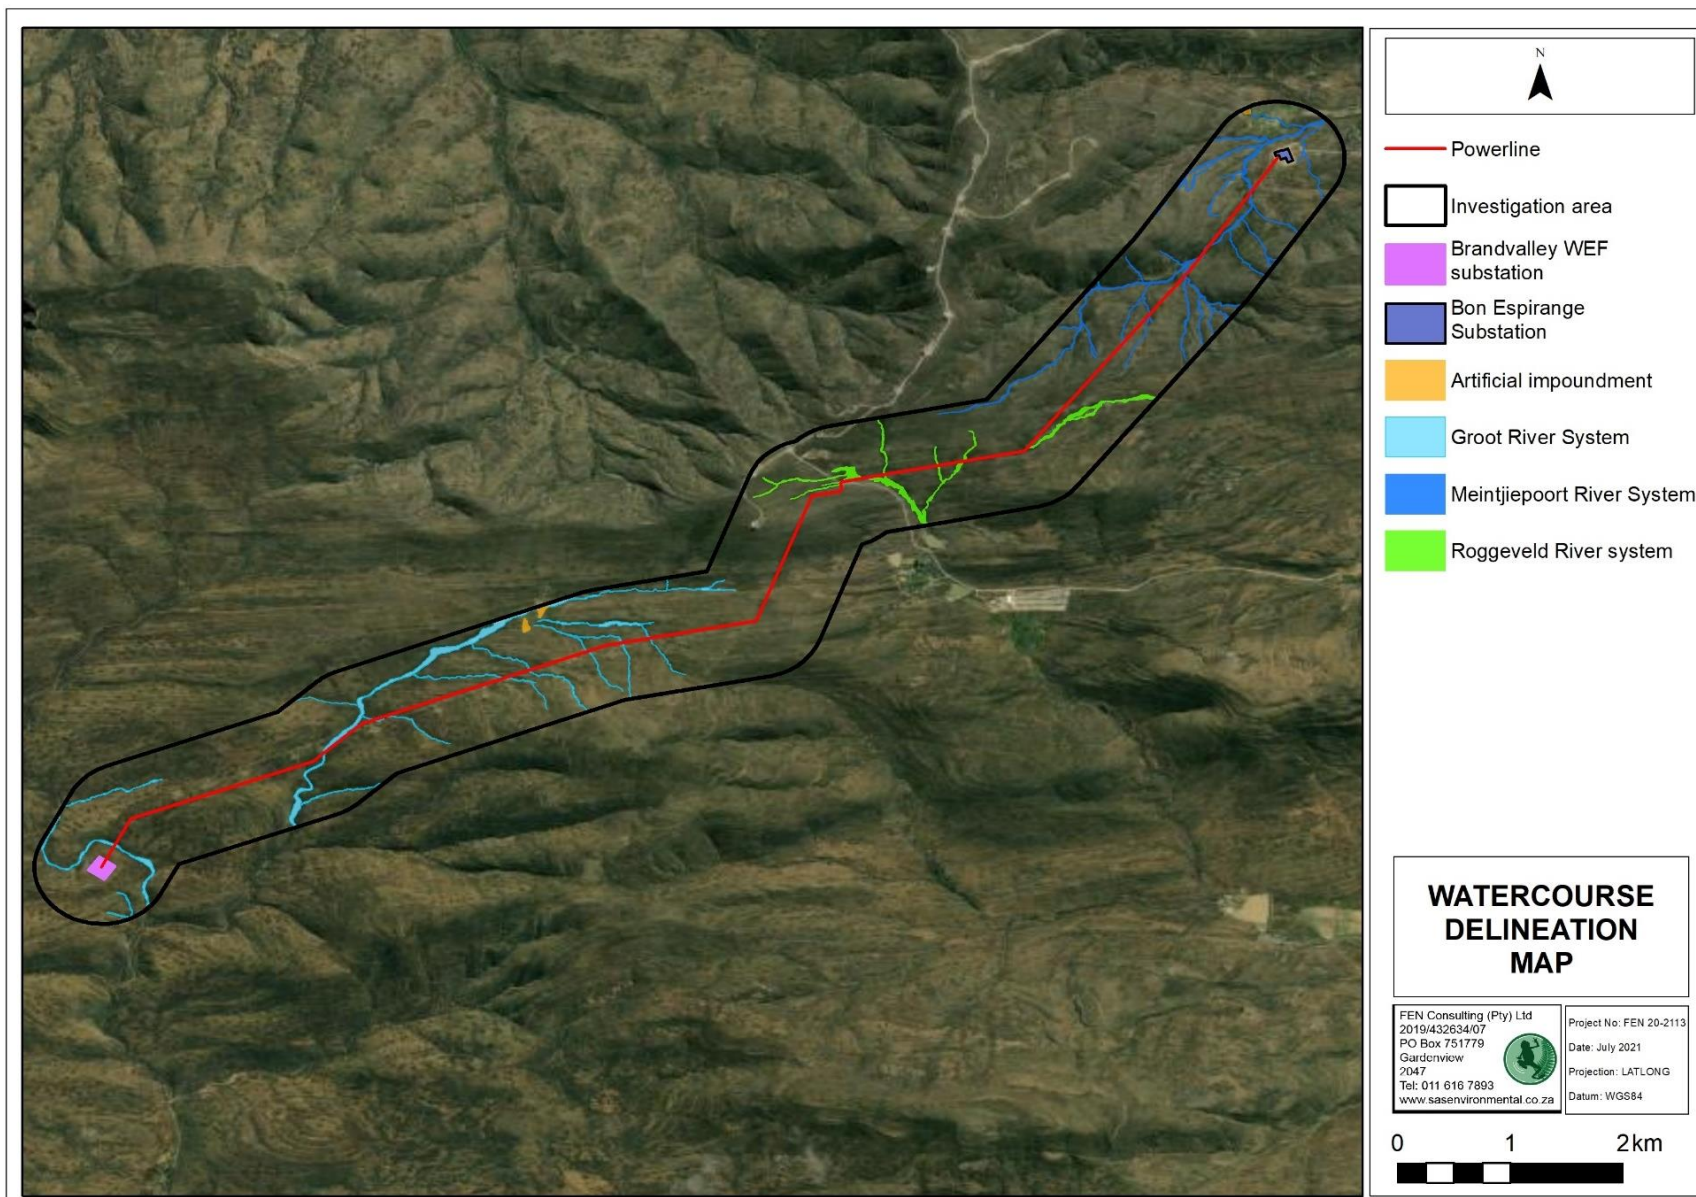 N
Powerline
Investigation area
Brandvalley WEF
substation
Bon Espirange
Substation
Artificial impoundment
Groot River System
Meintjiepoort River System
Roggeveld River system
WATERCOURSE
DELINEATION
MAP
FEN Consulting (Pty) Ltd
2019/432634/07
PO Box 751779
Gardenview
2047
Tel: 011 616 7893
www.sasenvironmental.co.za
Project No: FEN 20-2113
Date: July 2021
Projection: LATLONG
Datum: WGS84
0 1 2 km